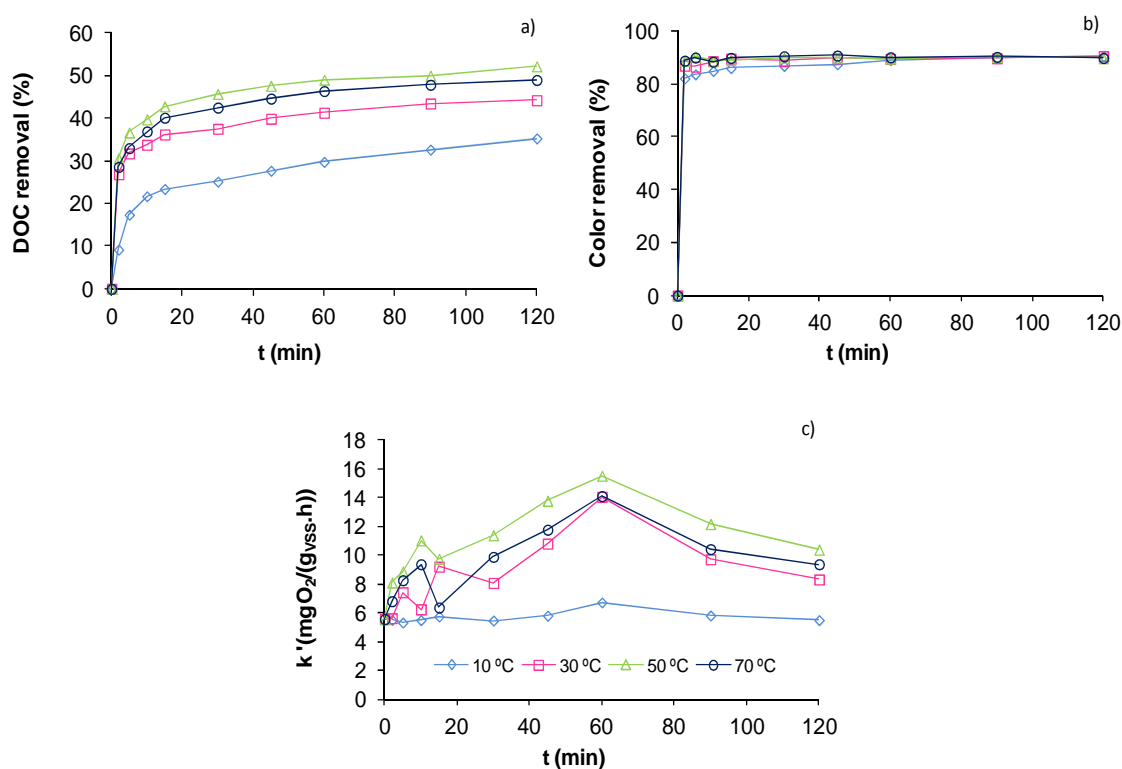 a)
DOC removal (%)
60
50
40
30
20
10
0
0 20 40 60 80 100 120
t (min)
b)
Color removal (%)
100
80
60
40
20
0
0 20 40 60 80 100 120
t (min)
c)
k '(mgO₂/(gVSS·h))
18
16
14
12
10
8
6
4
2
0
10 ºC 30 ºC 50 ºC 70 ºC
0 20 40 60 80 100 120
t (min)